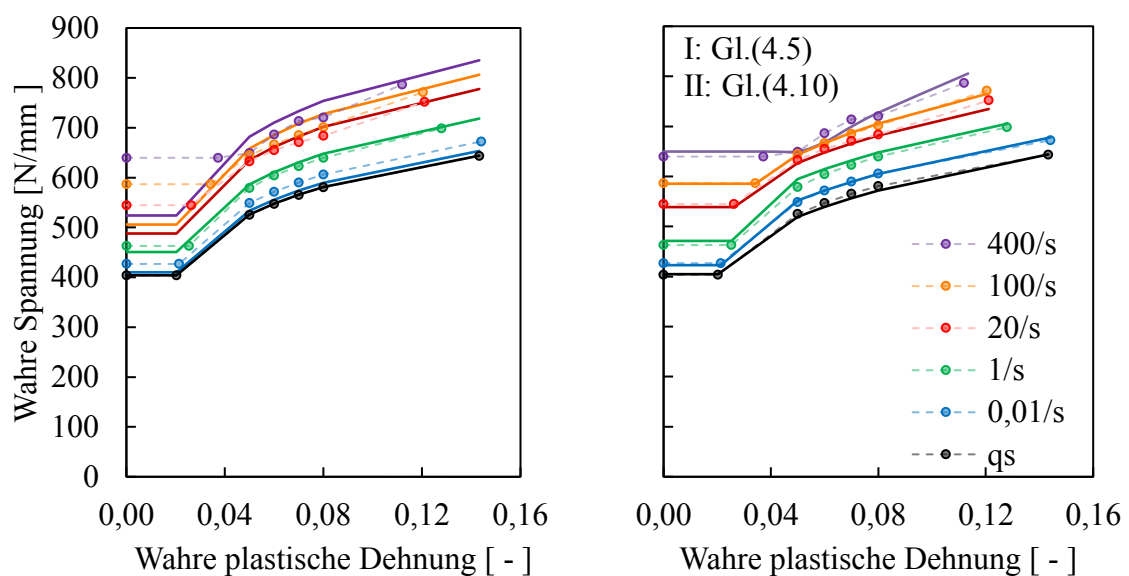 900
800
700
600
500
400
300
200
100
0
Wahre Spannung [N/mm]
0,00 0,04 0,08 0,12 0,16
Wahre plastische Dehnung [ - ]
I: Gl.(4.5)
II: Gl.(4.10)
400/s
100/s
20/s
1/s
0,01/s
qs
0,00 0,04 0,08 0,12 0,16
Wahre plastische Dehnung [ - ]